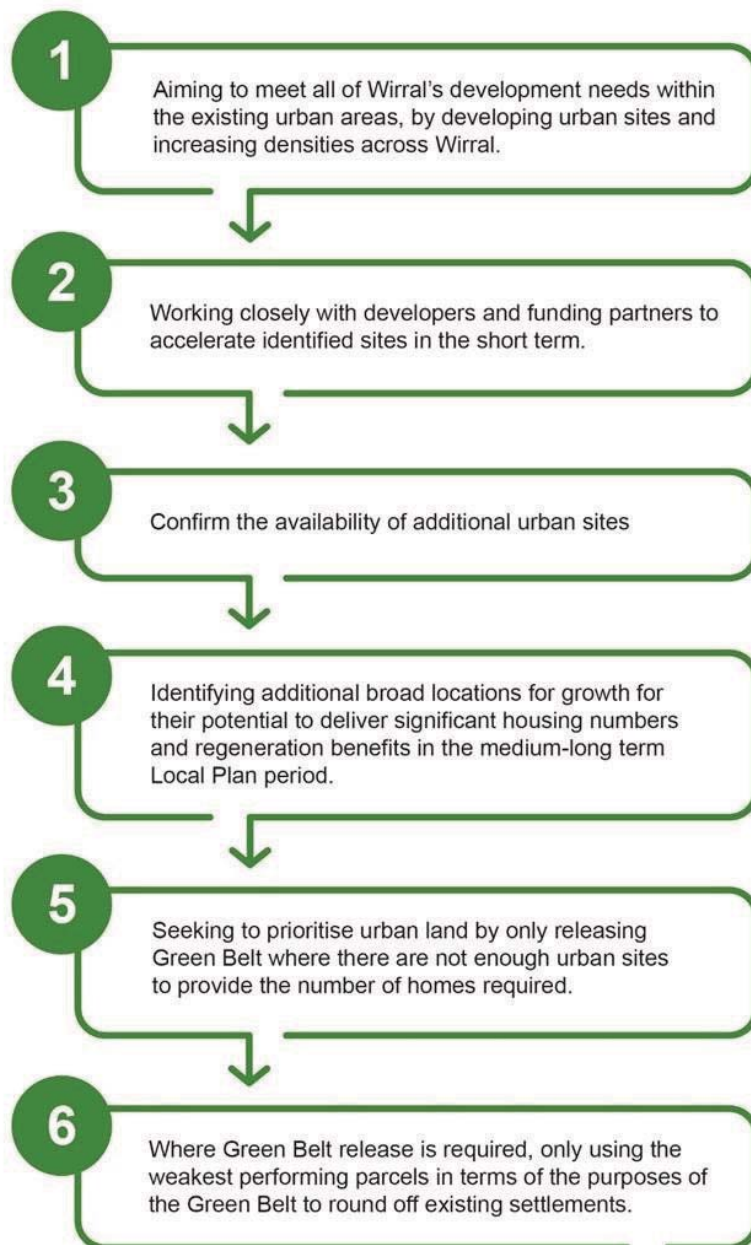 1
Aiming to meet all of Wirral's development needs within
the existing urban areas, by developing urban sites and
increasing densities across Wirral.
2
Working closely with developers and funding partners to
accelerate identified sites in the short term.
3
Confirm the availability of additional urban sites
4
Identifying additional broad locations for growth for
their potential to deliver significant housing numbers
and regeneration benefits in the medium-long term
Local Plan period.
5
Seeking to prioritise urban land by only releasing
Green Belt where there are not enough urban sites
to provide the number of homes required.
6
Where Green Belt release is required, only using the
weakest performing parcels in terms of the purposes of
the Green Belt to round off existing settlements.